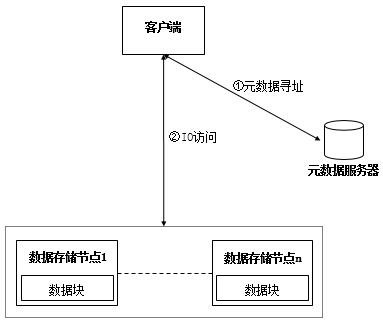 客户端
①元数据寻址
②IO访问
元数据服务器
数据存储节点1
数据存储节点n
数据块
数据块